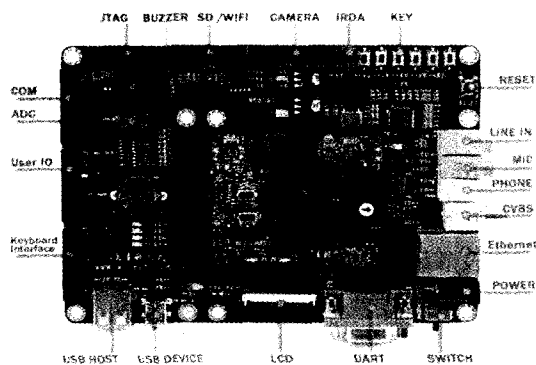 JTAG BUZZER SD/WIFI CAMERA IRDA KEY
COM
ADC
User IO
Keyboard
Interface
RESET
LINE IN
MIC
PHONE
CVBS
Ethernet
POWER
USB HOST USB DEVICE LCD UART SWITCH